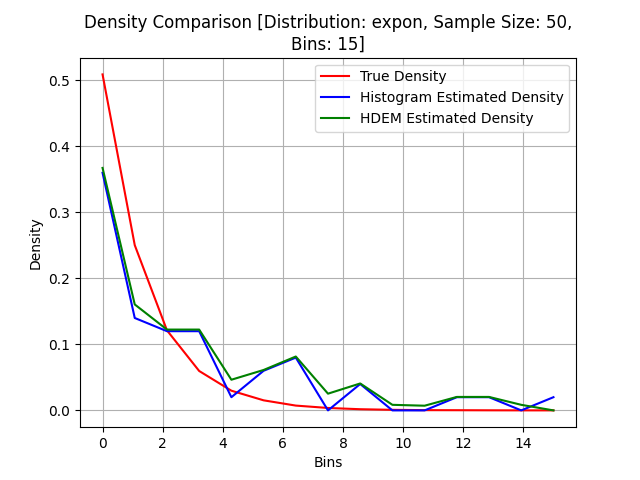 Density Comparison [Distribution: expon, Sample Size: 50,
Bins: 15]
True Density
Histogram Estimated Density
HDEM Estimated Density
Density
0.5
0.4
0.3
0.2
0.1
0.0
0 2 4 6 8 10 12 14
Bins